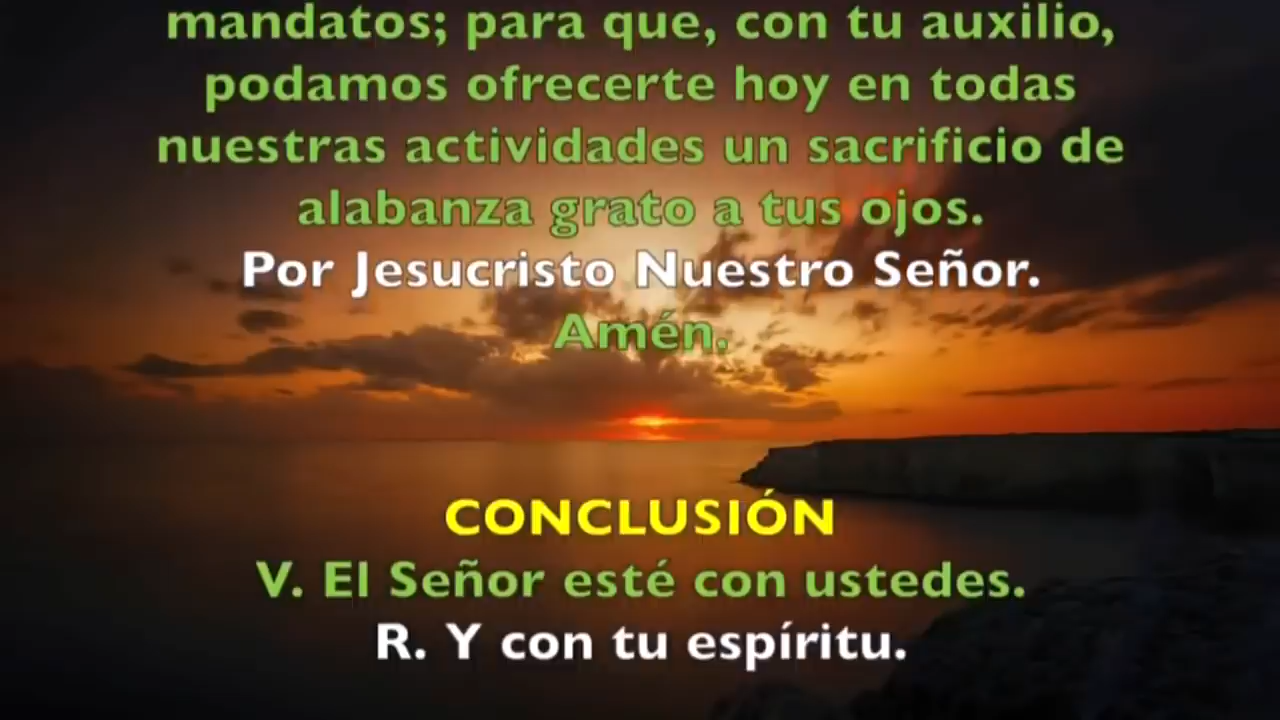 mandatos; para que, con tu auxilio,
podamos ofrecerte hoy en todas
nuestras actividades un sacrificio de
alabanza grato a tus ojos.
Por Jesucristo Nuestro Señor.
Amén.
CONCLUSIÓN
V. El Señor esté con ustedes.
R. Y con tu espíritu.